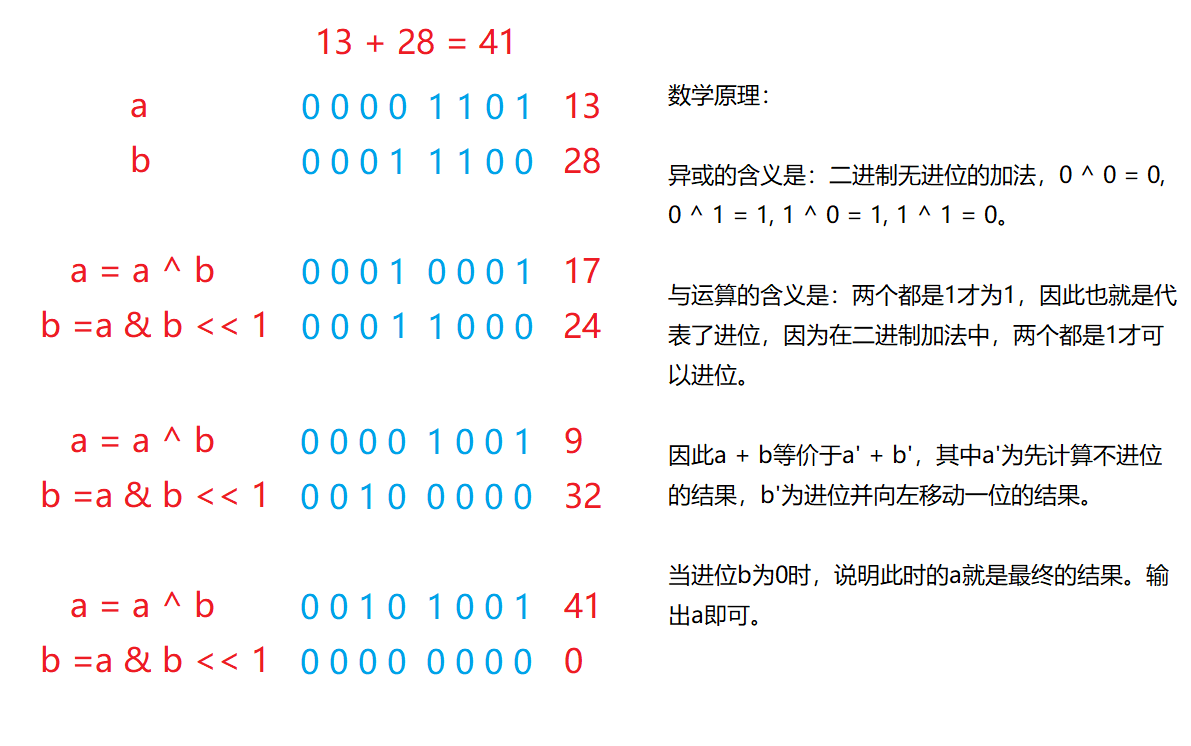 13 + 28 = 41
a 0 0 0 0 1 1 0 1 13
b 0 0 0 1 1 1 0 0 28
a = a ^ b 0 0 0 1 0 0 0 1 17
b =a & b << 1 0 0 0 1 1 0 0 0 24
a = a ^ b 0 0 0 0 1 0 0 1 9
b =a & b << 1 0 0 1 0 0 0 0 0 32
a = a ^ b 0 0 1 0 1 0 0 1 41
b =a & b << 1 0 0 0 0 0 0 0 0 0
数学原理：
异或的含义是：二进制无进位的加法，0 ^ 0 = 0,
0 ^ 1 = 1, 1 ^ 0 = 1, 1 ^ 1 = 0。
与运算的含义是：两个都是1才为1，因此也就是代
表了进位，因为在二进制加法中，两个都是1才可
以进位。
因此a + b等价于a' + b'，其中a'为先计算不进位
的结果，b'为进位并向左移动一位的结果。
当进位b为0时，说明此时的a就是最终的结果。输
出a即可。